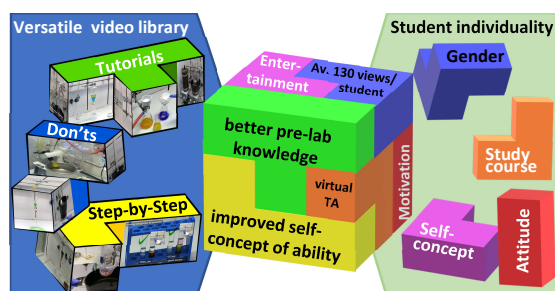 Versatile video library
Tutorials
Don'ts
Step-by-Step
Enter-
tainment
Av. 130 views/
student
better pre-lab
knowledge
virtual
TA
Motivation
improved self-
concept of ability
Student individuality
Gender
Study
course
Self-
concept
Attitude